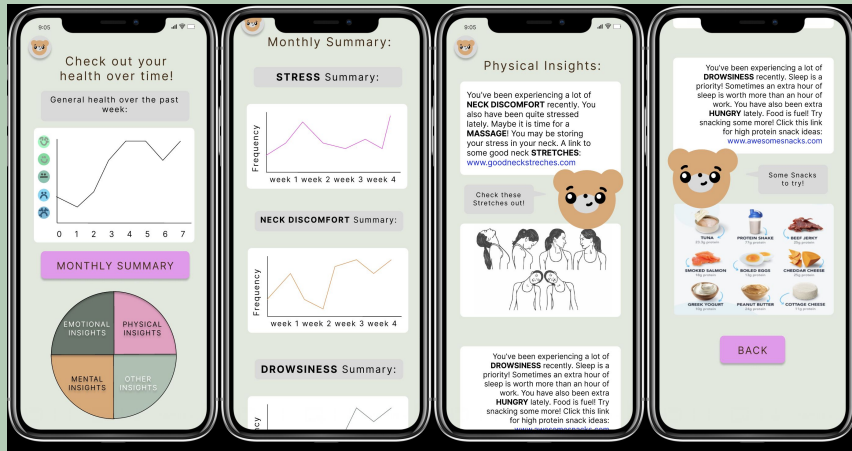 9:05
Check out your
health over time!
General health over the past
week:
0 1 2 3 4 5 6 7
MONTHLY SUMMARY
EMOTIONAL
INSIGHTS
PHYSICAL
INSIGHTS
MENTAL
INSIGHTS
OTHER
INSIGHTS
Monthly Summary:
STRESS Summary:
Frequency
week 1 week 2 week 3 week 4
NECK DISCOMFORT Summary:
Frequency
week 1 week 2 week 3 week 4
DROWSINESS Summary:
9:05
Physical Insights:
You've been experiencing a lot of
NECK DISCOMFORT recently. You
also have been quite stressed
lately. Maybe it is time for a
MASSAGE! You may be storing
your stress in your neck. A link to
some good neck STRETCHES:
www.goodneckstreches.com
Check these
Stretches out!
You've been experiencing a lot of
DROWSINESS recently. Sleep is a
priority! Sometimes an extra hour of
sleep is worth more than an hour of
work. You have also been extra
HUNGRY lately. Food is fuel! Try
snacking some more! Click this link
for high protein snack ideas:
www.awesomesnacks.com
You've been experiencing a lot of
DROWSINESS recently. Sleep is a
priority! Sometimes an extra hour of
sleep is worth more than an hour of
work. You have also been extra
HUNGRY lately. Food is fuel! Try
snacking some more! Click this link
for high protein snack ideas:
www.awesomesnacks.com
Some Snacks
to try!
TUNA
PROTEIN SHAKE
BEEF JERKY
SMOKED SALMON
BOILED EGGS
CHEDDAR CHEESE
GREEK YOGURT
PEANUT BUTTER
COTTAGE CHEESE
BACK